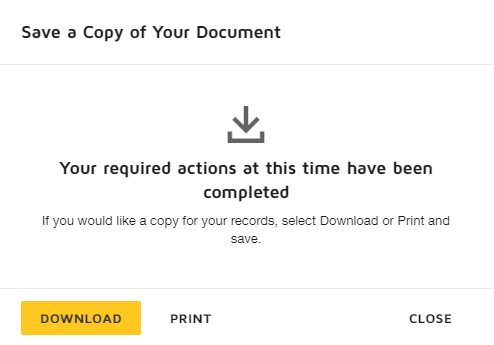 Save a Copy of Your Document
Your required actions at this time have been
completed
If you would like a copy for your records, select Download or Print and
save.
DOWNLOAD PRINT CLOSE